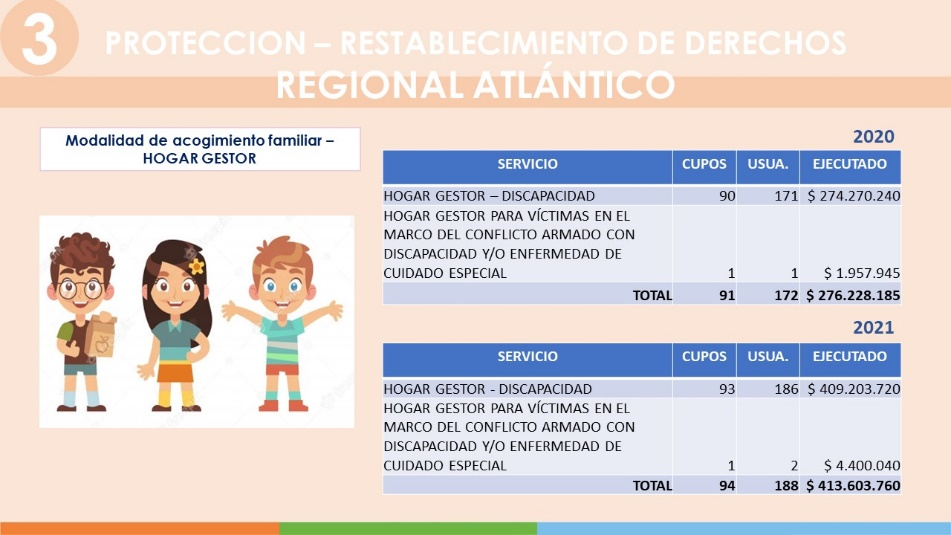 3
PROTECCION – RESTABLECIMIENTO DE DERECHOS
REGIONAL ATLÁNTICO
Modalidad de acogimiento familiar –
HOGAR GESTOR
2020
SERVICIO CUPOS USUA. EJECUTADO
HOGAR GESTOR – DISCAPACIDAD 90 171 $ 274.270.240
HOGAR GESTOR PARA VÍCTIMAS EN EL
MARCO DEL CONFLICTO ARMADO CON
DISCAPACIDAD Y/O ENFERMEDAD DE
CUIDADO ESPECIAL 1 1 $ 1.957.945
TOTAL 91 172 $ 276.228.185
2021
SERVICIO CUPOS USUA. EJECUTADO
HOGAR GESTOR - DISCAPACIDAD 93 186 $ 409.203.720
HOGAR GESTOR PARA VÍCTIMAS EN EL
MARCO DEL CONFLICTO ARMADO CON
DISCAPACIDAD Y/O ENFERMEDAD DE
CUIDADO ESPECIAL 1 2 $ 4.400.040
TOTAL 94 188 $ 413.603.760